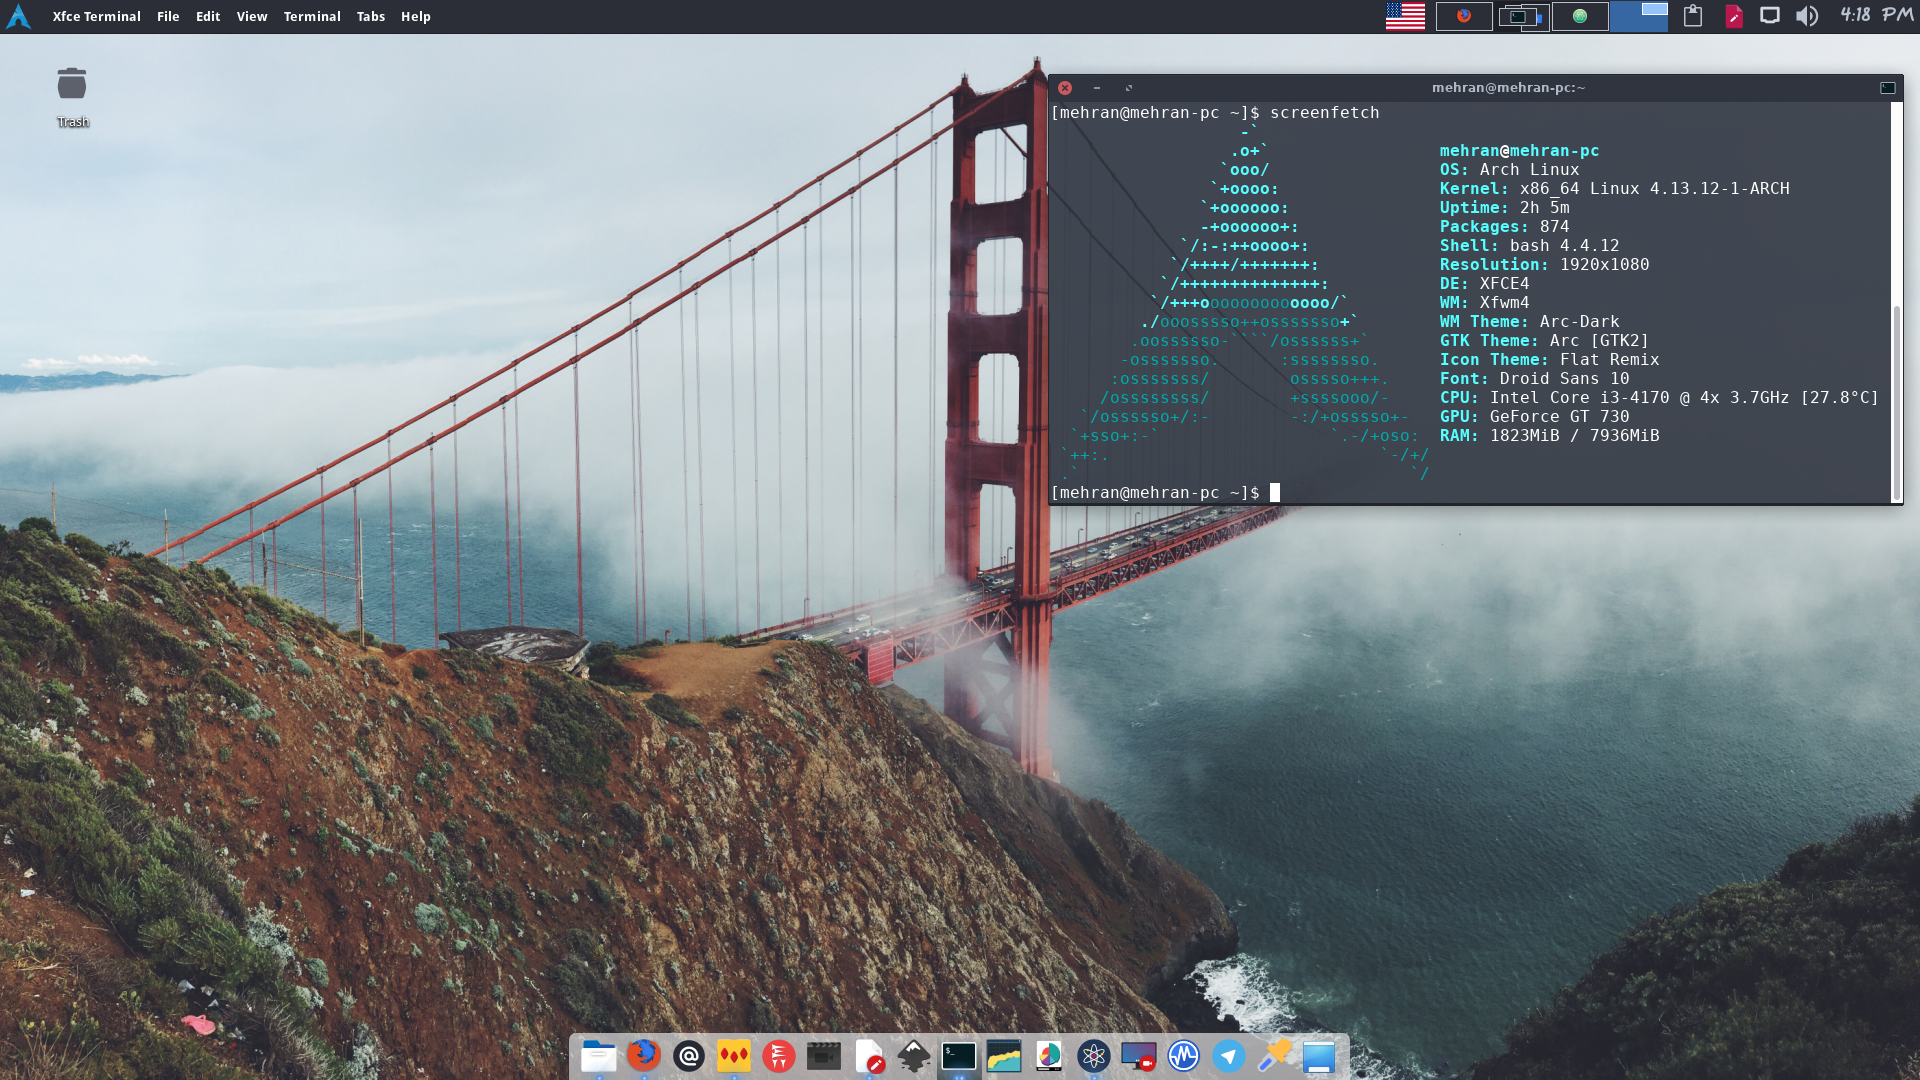 Xfce Terminal File Edit View Terminal Tabs Help
4:18 PM
Trash
mehran@mehran-pc:~
[mehran@mehran-pc ~]$ screenfetch
-`
.o+`
`ooo/
`+oooo:
`+oooooo:
-+oooooo+:
`/:-:++oooo+:
`/++++/+++++++:
`/++++++++++++++:
`/+++ooooooooooooo/`
./ooosssso++osssssso+`
.oossssso-````/ossssss+`
-osssssso. :ssssssso.
:osssssss/ osssso+++.
/ossssssss/ +ssssooo/-
`/ossssso+/:- -:/+osssso+-
`+sso+:-` `.-/+oso:
`++:. `-/+/
.` `/
mehran@mehran-pc
OS: Arch Linux
Kernel: x86_64 Linux 4.13.12-1-ARCH
Uptime: 2h 5m
Packages: 874
Shell: bash 4.4.12
Resolution: 1920x1080
DE: XFCE4
WM: Xfwm4
WM Theme: Arc-Dark
GTK Theme: Arc [GTK2]
Icon Theme: Flat Remix
Font: Droid Sans 10
CPU: Intel Core i3-4170 @ 4x 3.7GHz [27.8°C]
GPU: GeForce GT 730
RAM: 1823MiB / 7936MiB
[mehran@mehran-pc ~]$